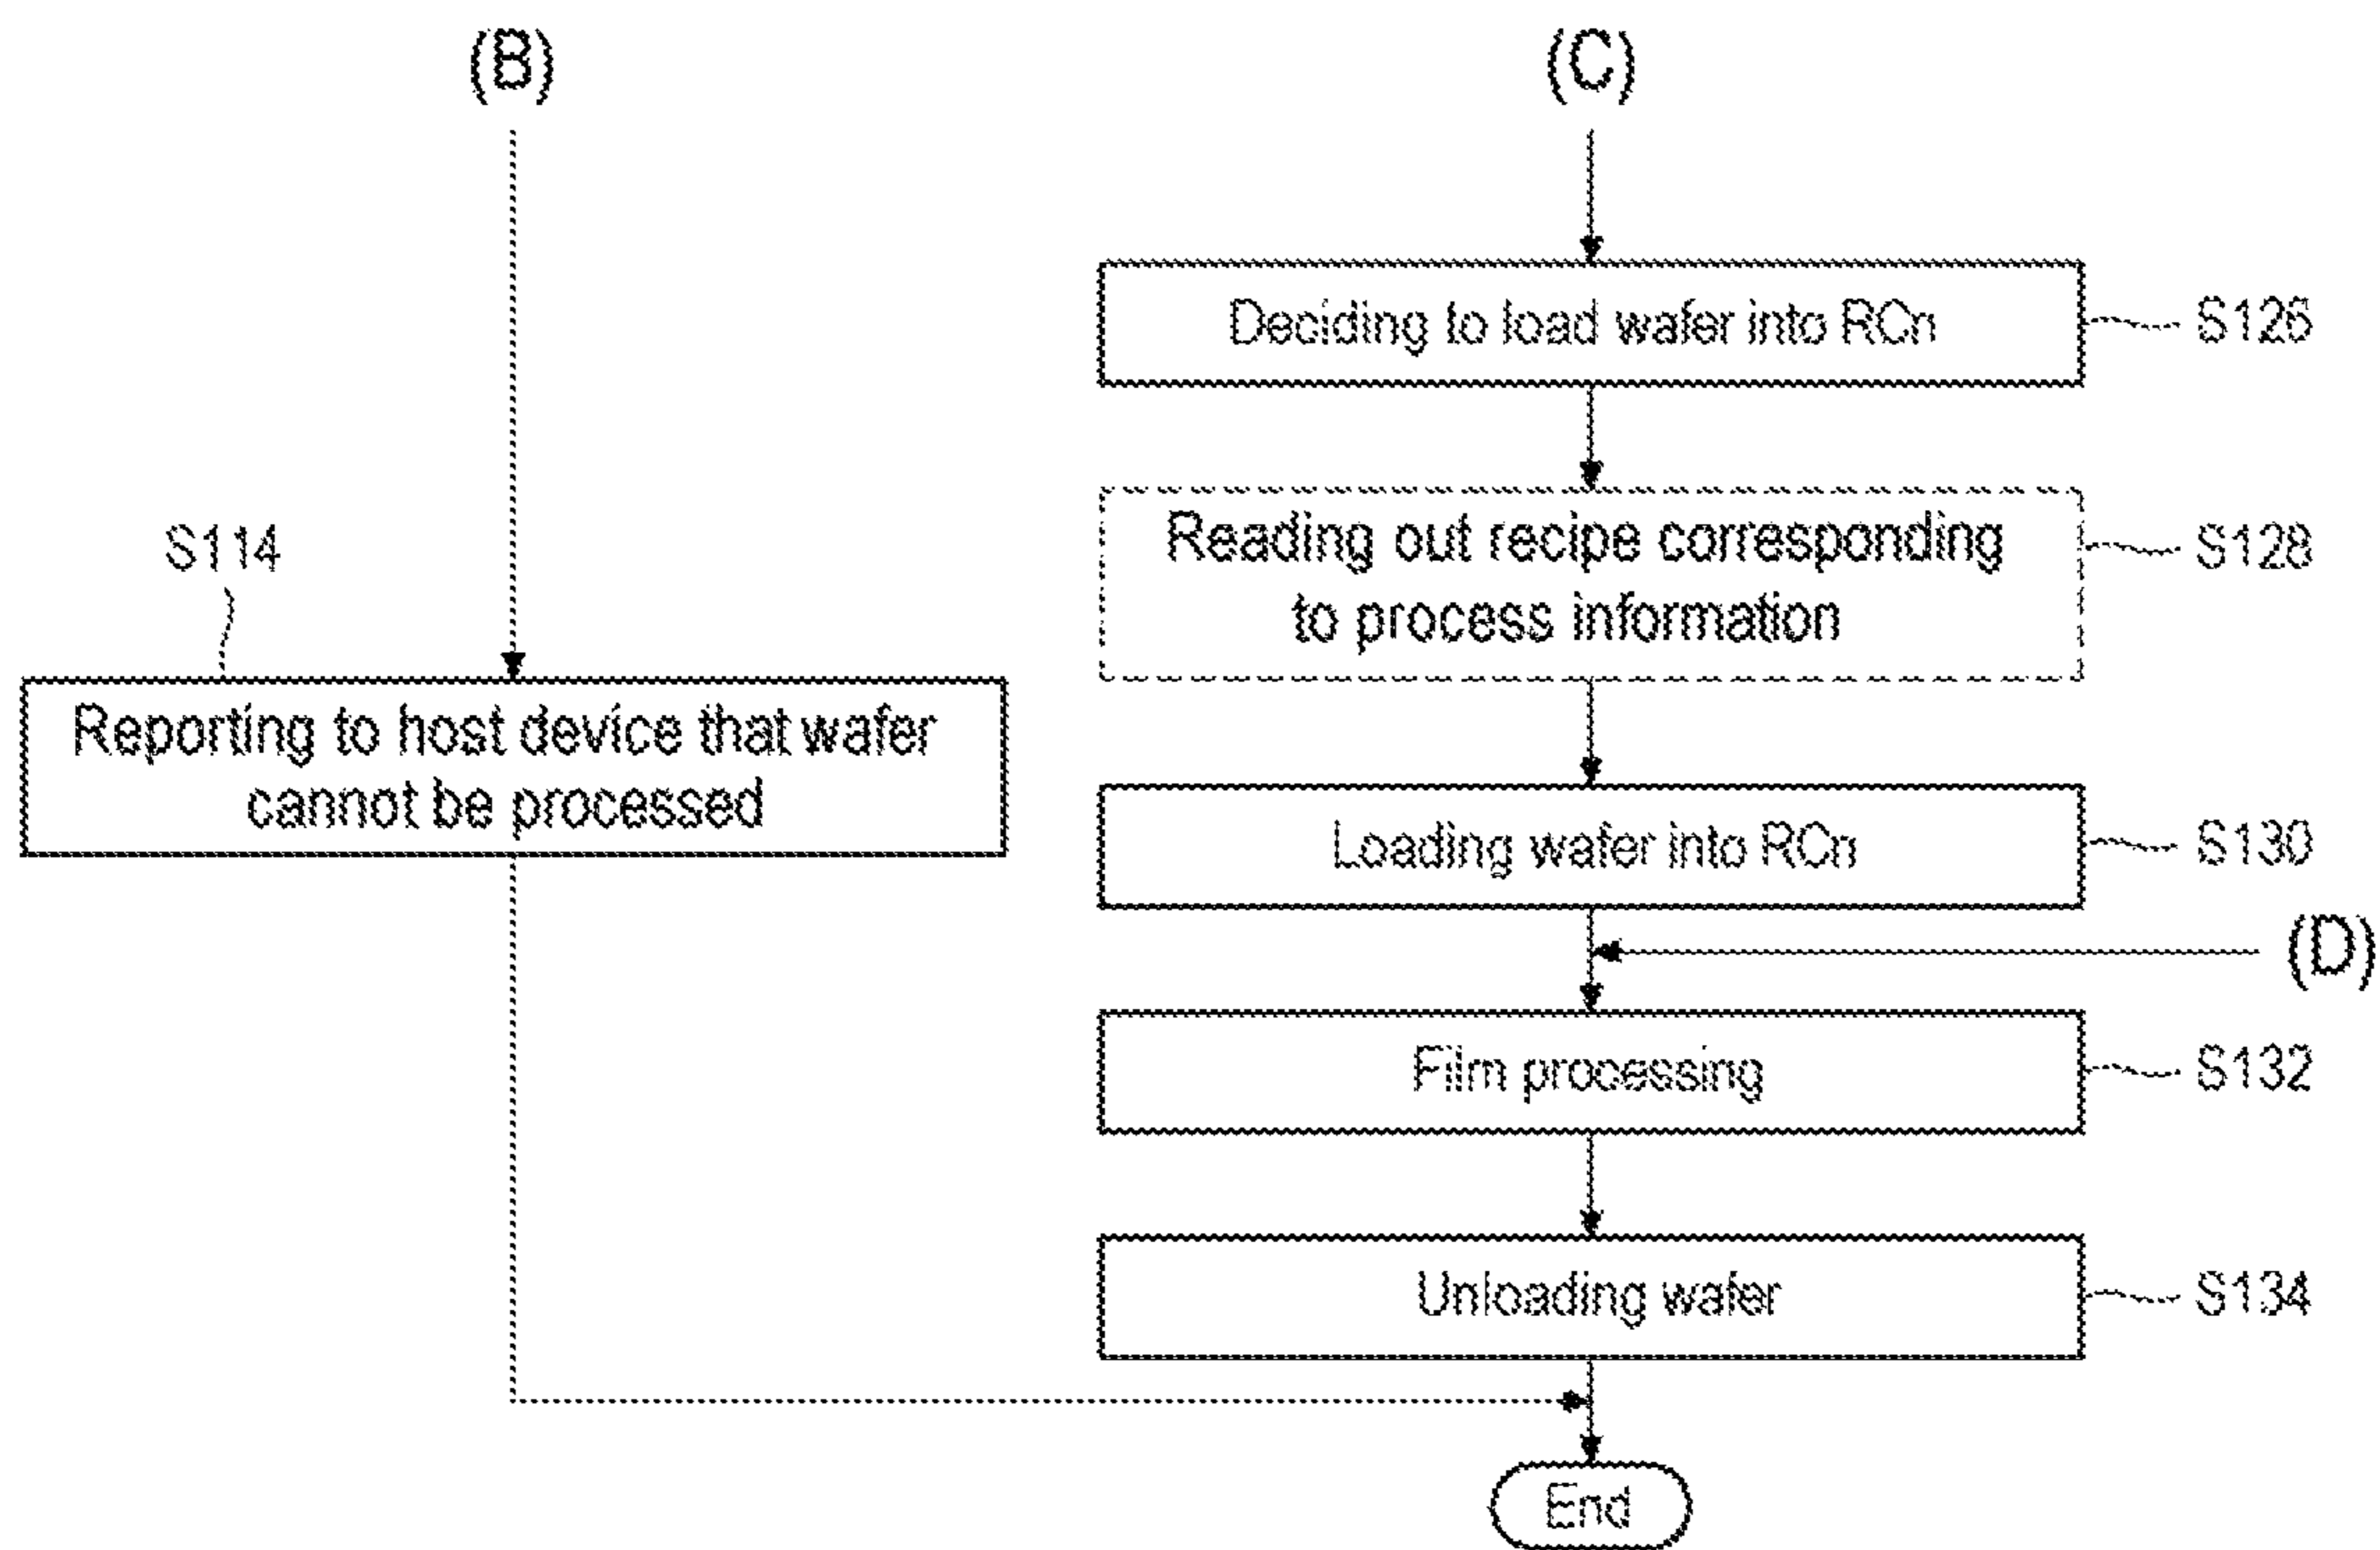 (B)
(C)
Deciding to load wafer into RCn
S126
Reading out recipe corresponding
to process information
S128
S114
Reporting to host device that wafer
cannot be processed
Loading wafer into RCn
S130
(D)
Film processing
S132
Unloading wafer
S134
End